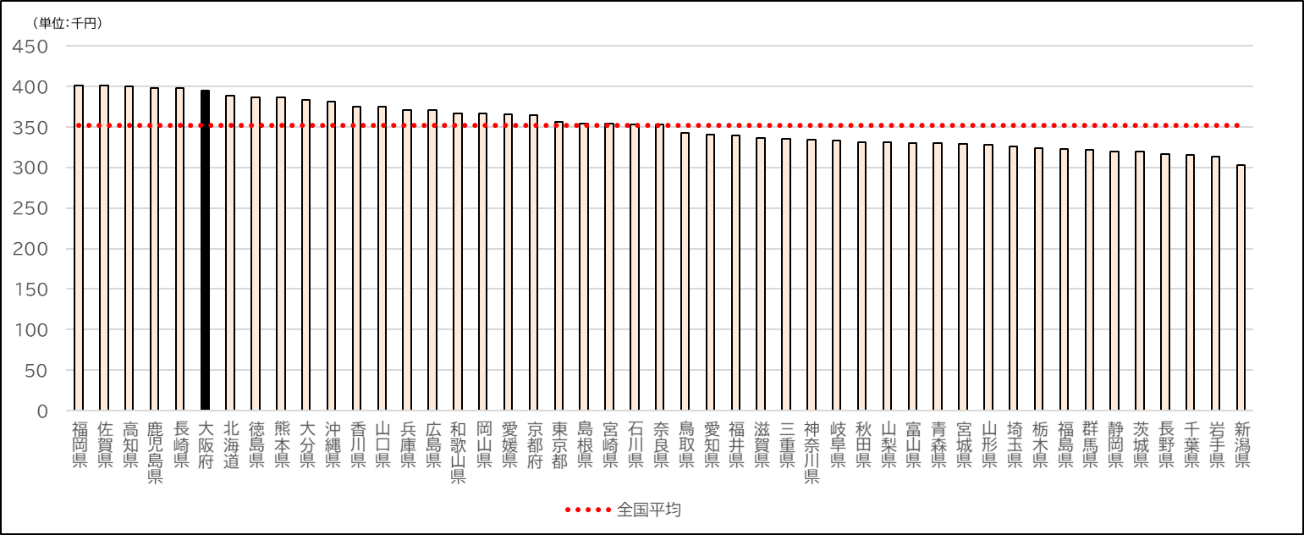 （単位：千円）
450
400
350
300
250
200
150
100
50
0
福岡県
佐賀県
高知県
鹿児島県
長崎県
大阪府
北海道
徳島県
熊本県
大分県
沖縄県
香川県
山口県
兵庫県
広島県
和歌山県
岡山県
愛媛県
京都府
東京都
島根県
宮崎県
石川県
奈良県
鳥取県
愛知県
福井県
滋賀県
三重県
神奈川県
岐阜県
秋田県
山梨県
富山県
青森県
宮城県
山形県
埼玉県
栃木県
福島県
群馬県
静岡県
茨城県
長野県
千葉県
岩手県
新潟県
全国平均